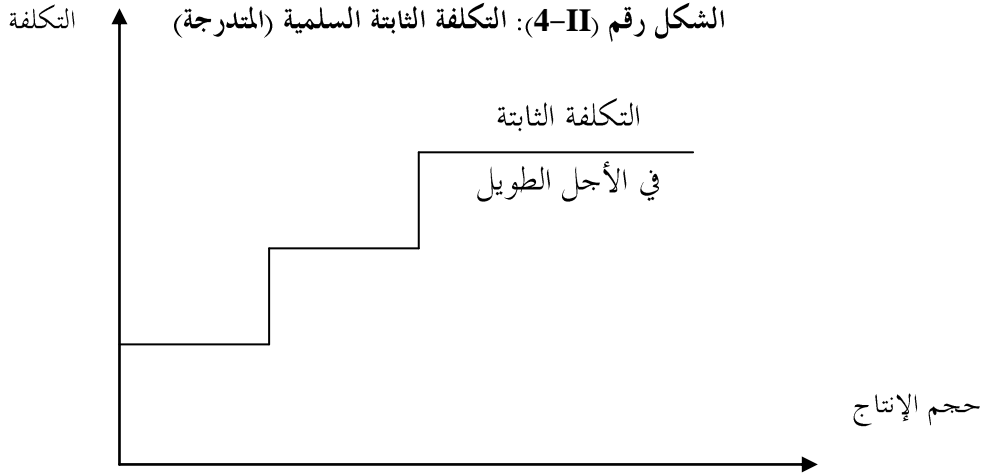 الشكل رقم (II-4): التكلفة الثابتة السلمية (المتدرجة)
التكلفة
التكلفة الثابتة
في الأجل الطويل
حجم الإنتاج